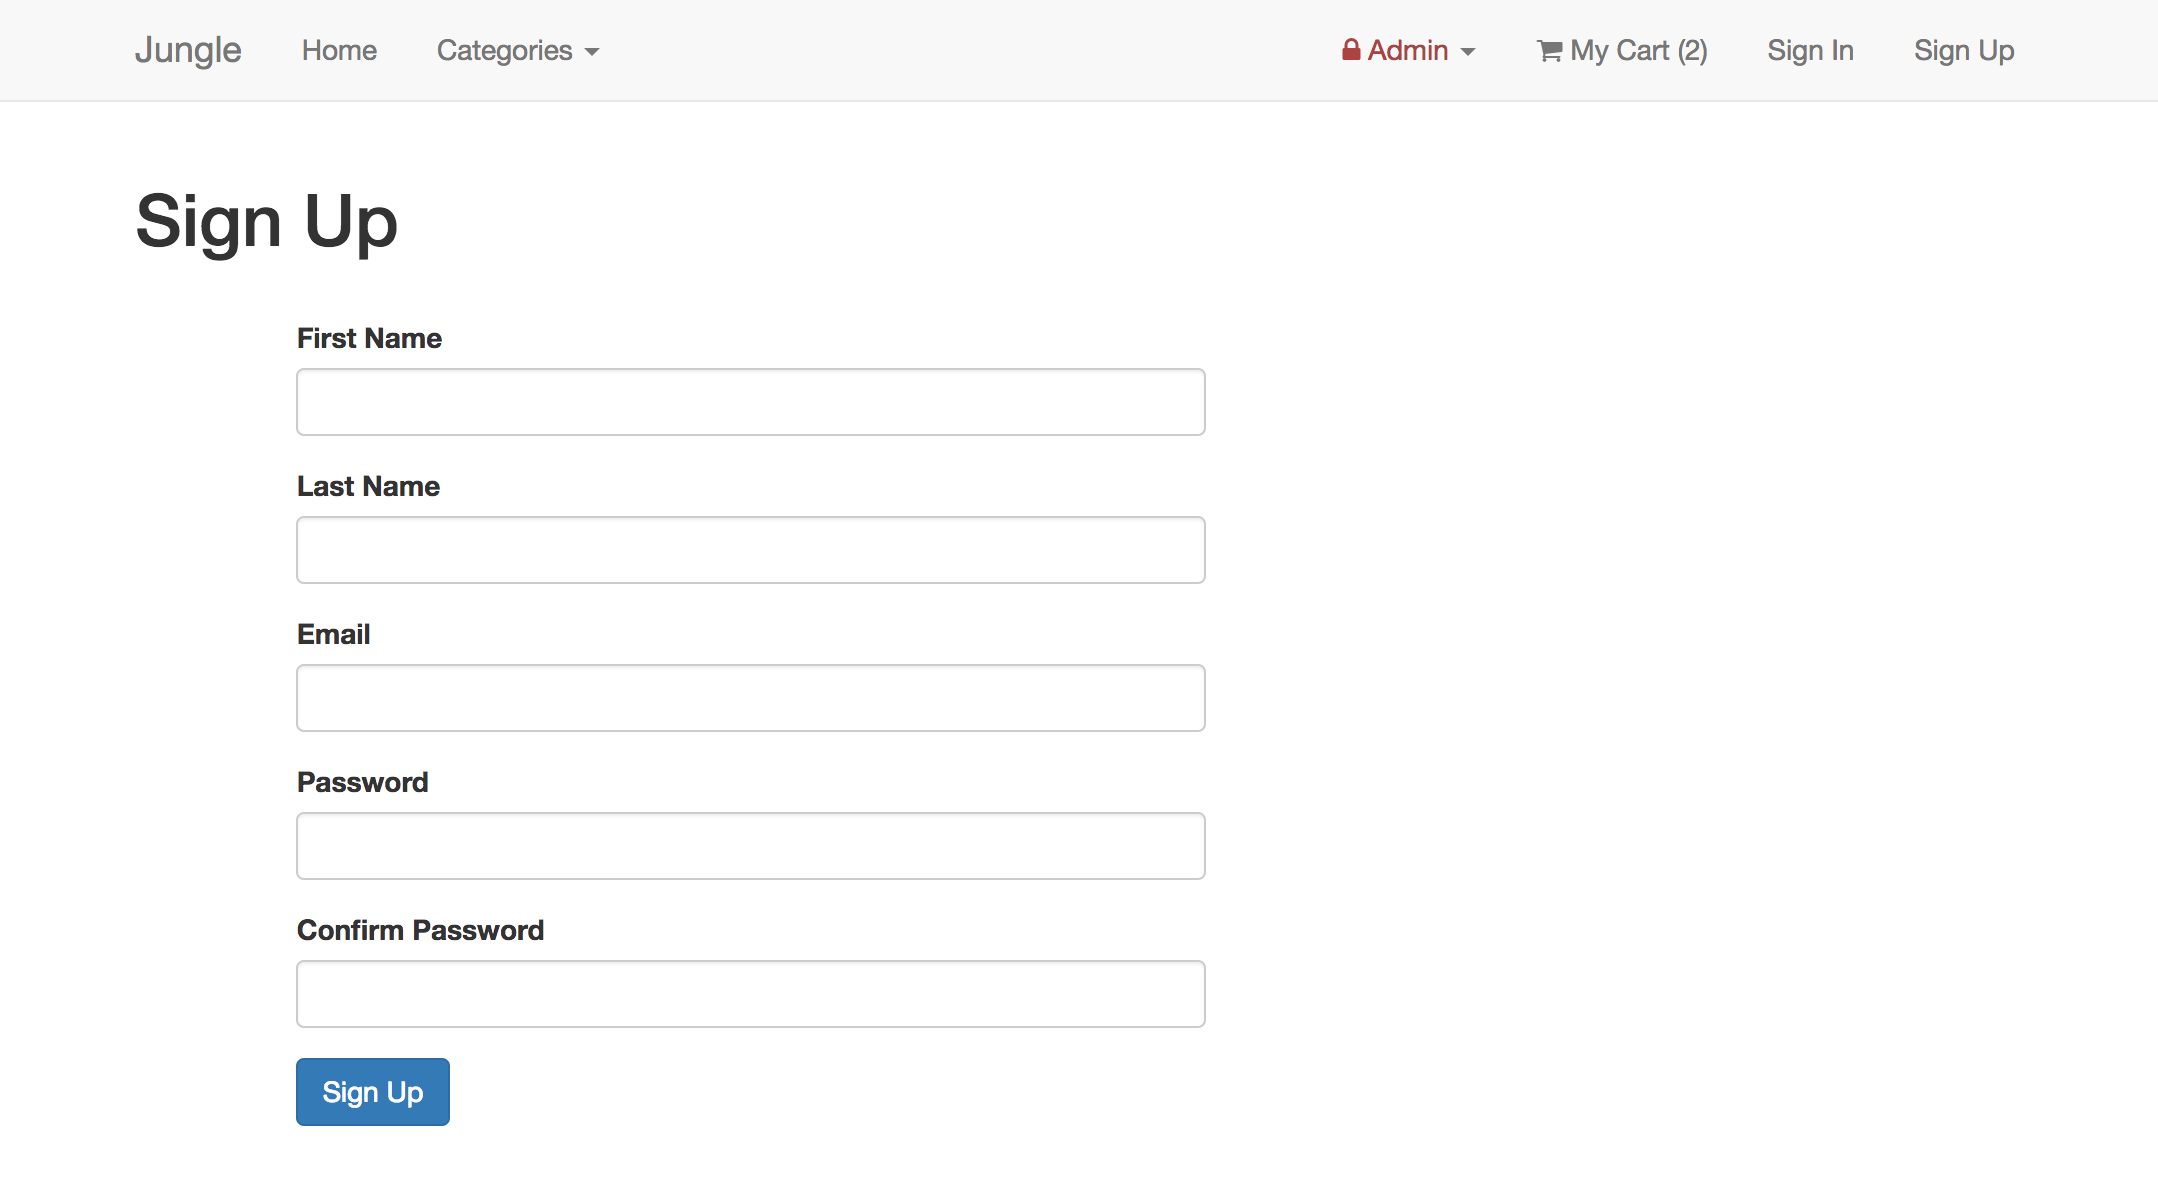 Jungle Home Categories Admin My Cart (2) Sign In Sign Up
Sign Up
First Name
Last Name
Email
Password
Confirm Password
Sign Up